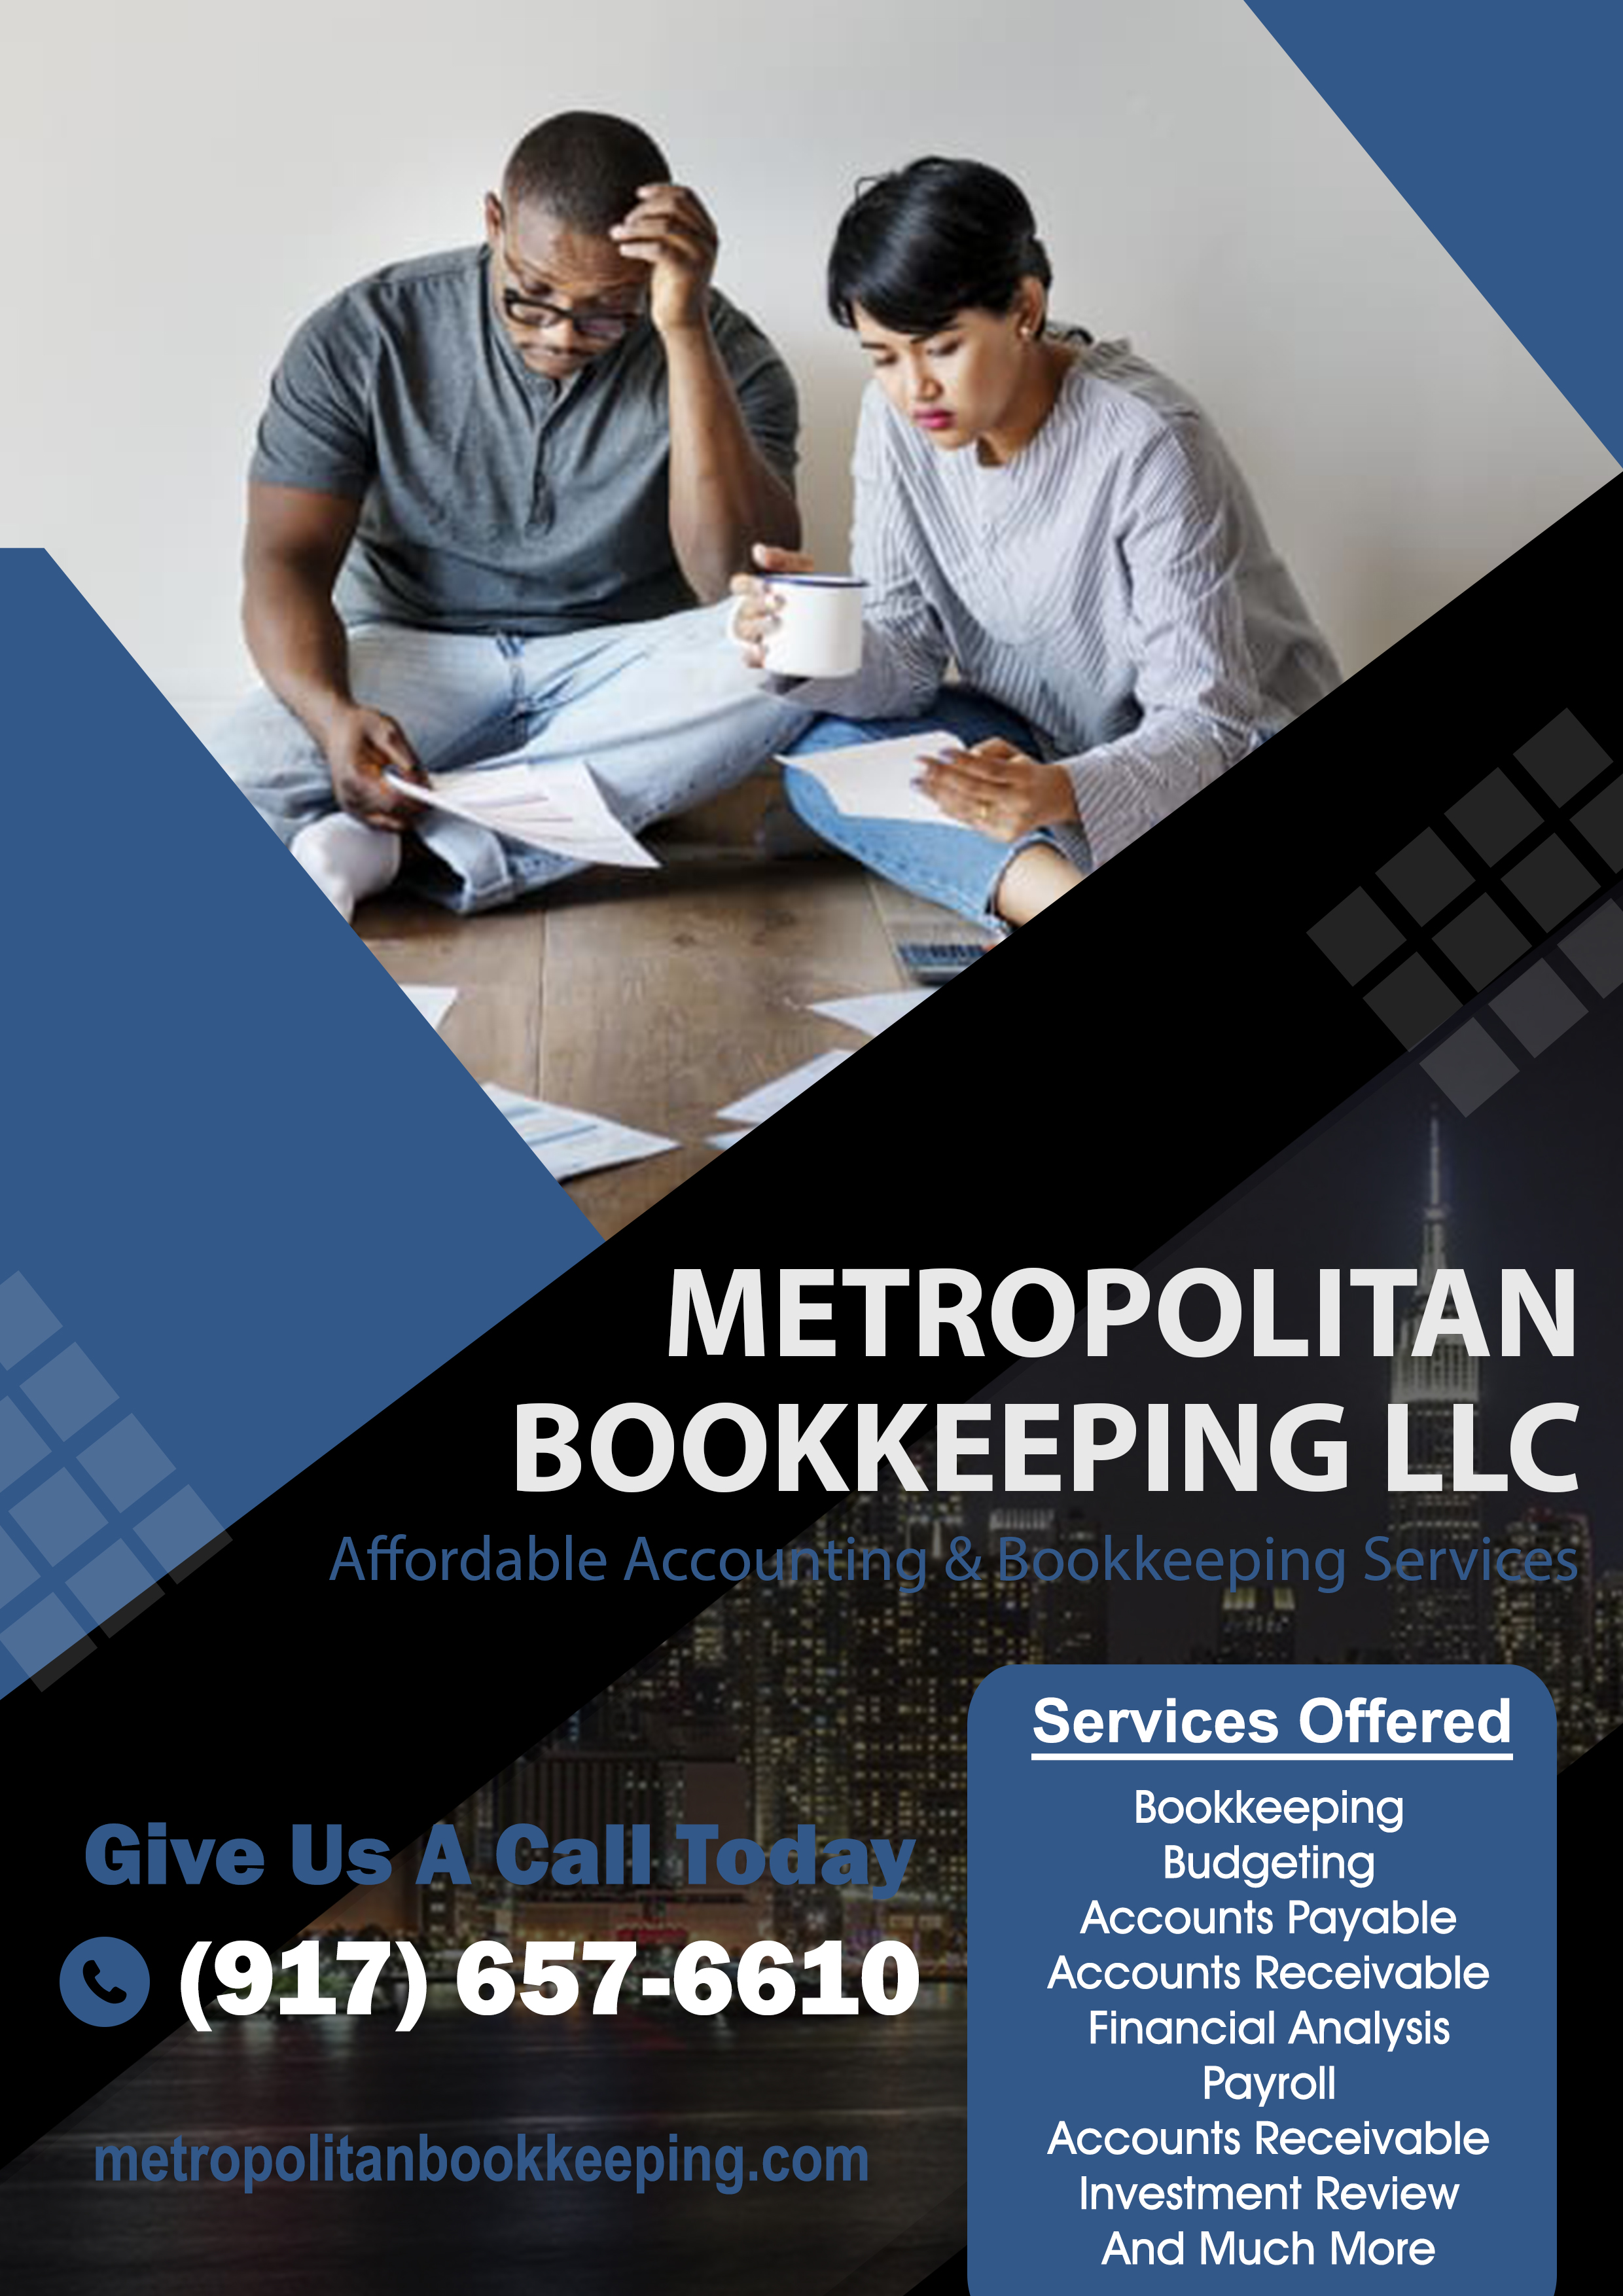 METROPOLITAN
BOOKKEEPING LLC
Affordable Accounting & Bookkeeping Services
Services Offered
Bookkeeping
Budgeting
Accounts Payable
Accounts Receivable
Financial Analysis
Payroll
Accounts Receivable
Investment Review
And Much More
Give Us A Call Today
(917) 657-6610
metropolitanbookkeeping.com